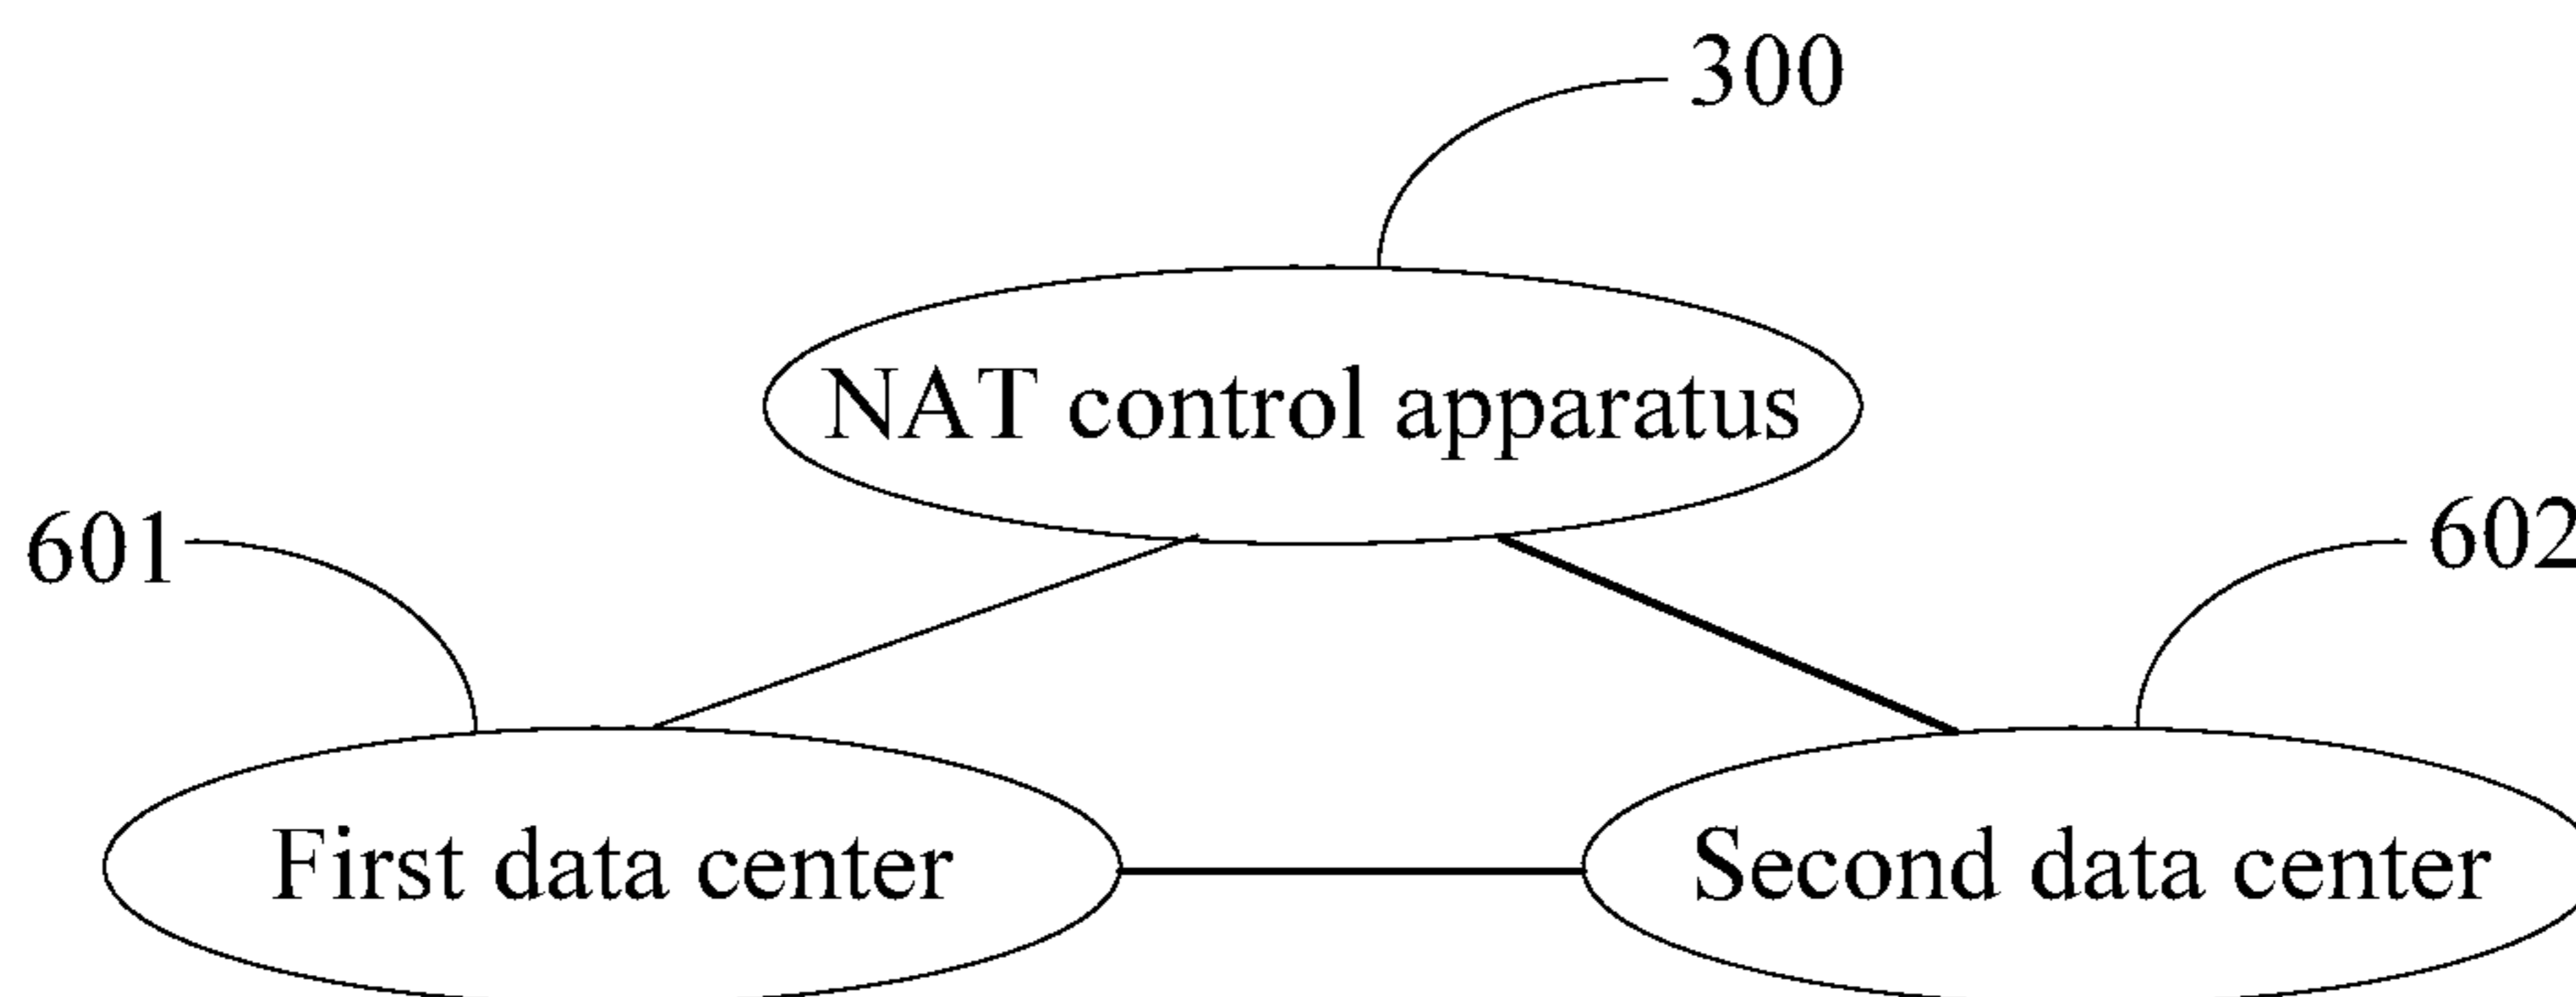 300
NAT control apparatus
601
602
First data center
Second data center